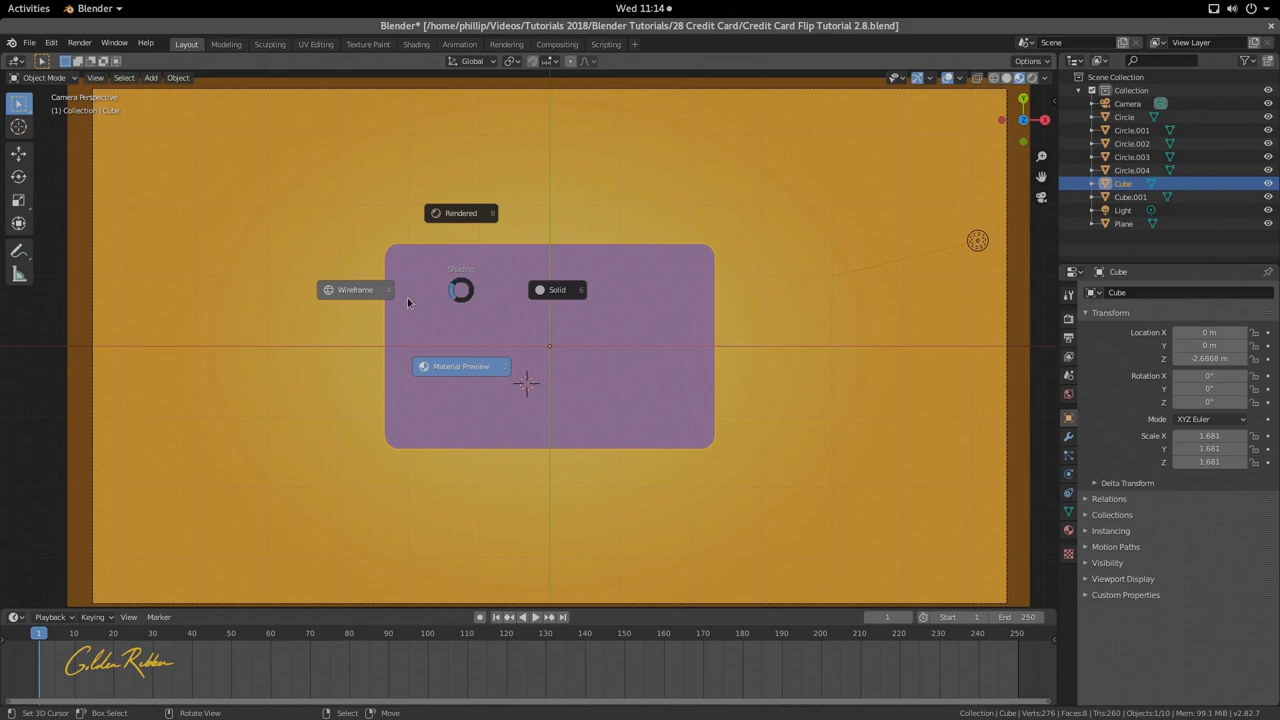 Activities Blender Wed 11:14
Blender* [/home/phillip/Videos/Tutorials 2018/Blender Tutorials/28 Credit Card/Credit Card Flip Tutorial 2.8.blend]
File Edit Render Window Help Layout Modeling Sculpting UV Editing Texture Paint Shading Animation Rendering Compositing Scripting + Scene View Layer
Global Options
Object Mode View Select Add Object
Camera Perspective
(1) Collection | Cube
Y
Z
X
Rendered 8
Shading
Wireframe 4
Solid 6
Material Preview 2
Scene Collection
Collection
Camera
Circle
Circle.001
Circle.002
Circle.003
Circle.004
Cube
Cube.001
Light
Plane
Cube
Cube
Transform
Location X 0 m
Y 0 m
Z -2.6868 m
Rotation X 0°
Y 0°
Z 0°
Mode XYZ Euler
Scale X 1.681
Y 1.681
Z 1.681
Delta Transform
Relations
Collections
Instancing
Motion Paths
Visibility
Viewport Display
Custom Properties
Playback Keying View Marker 1 Start 1 End 250
1 10 20 30 40 50 60 70 80 90 100 110 120 130 140 150 160 170 180 190 200 210 220 230 240 250
Golden Ribbon
Set 3D Cursor Box Select Rotate View Select Move Collection | Cube | Verts:276 | Faces:8 | Tris:260 | Objects:1/10 | Mem: 99.1 MiB | v2.82.7